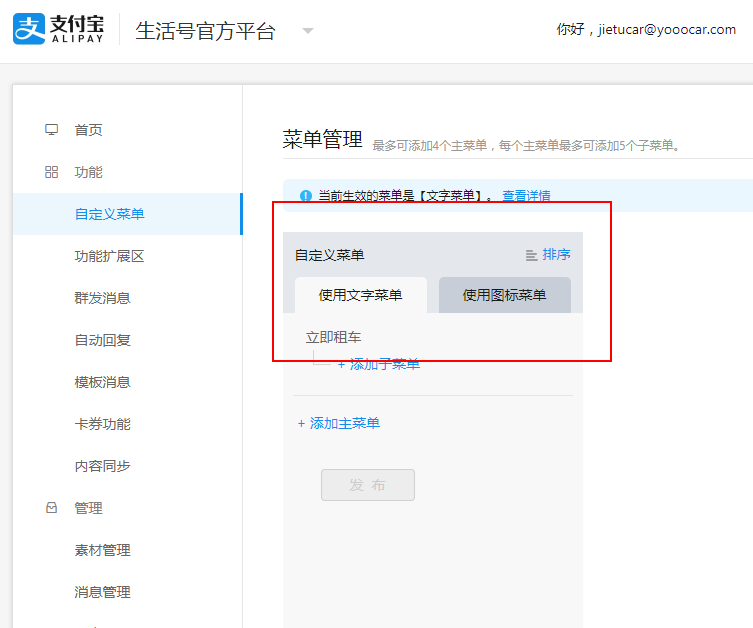 支付宝
ALIPAY
生活号官方平台
你好，jietucar@yooocar.com
首页
功能
自定义菜单
功能扩展区
群发消息
自动回复
模板消息
卡券功能
内容同步
管理
素材管理
消息管理
菜单管理 最多可添加4个主菜单，每个主菜单最多可添加5个子菜单。
当前生效的菜单是【文字菜单】。 查看详情
自定义菜单 排序
使用文字菜单 使用图标菜单
立即租车
+ 添加子菜单
+ 添加主菜单
发 布